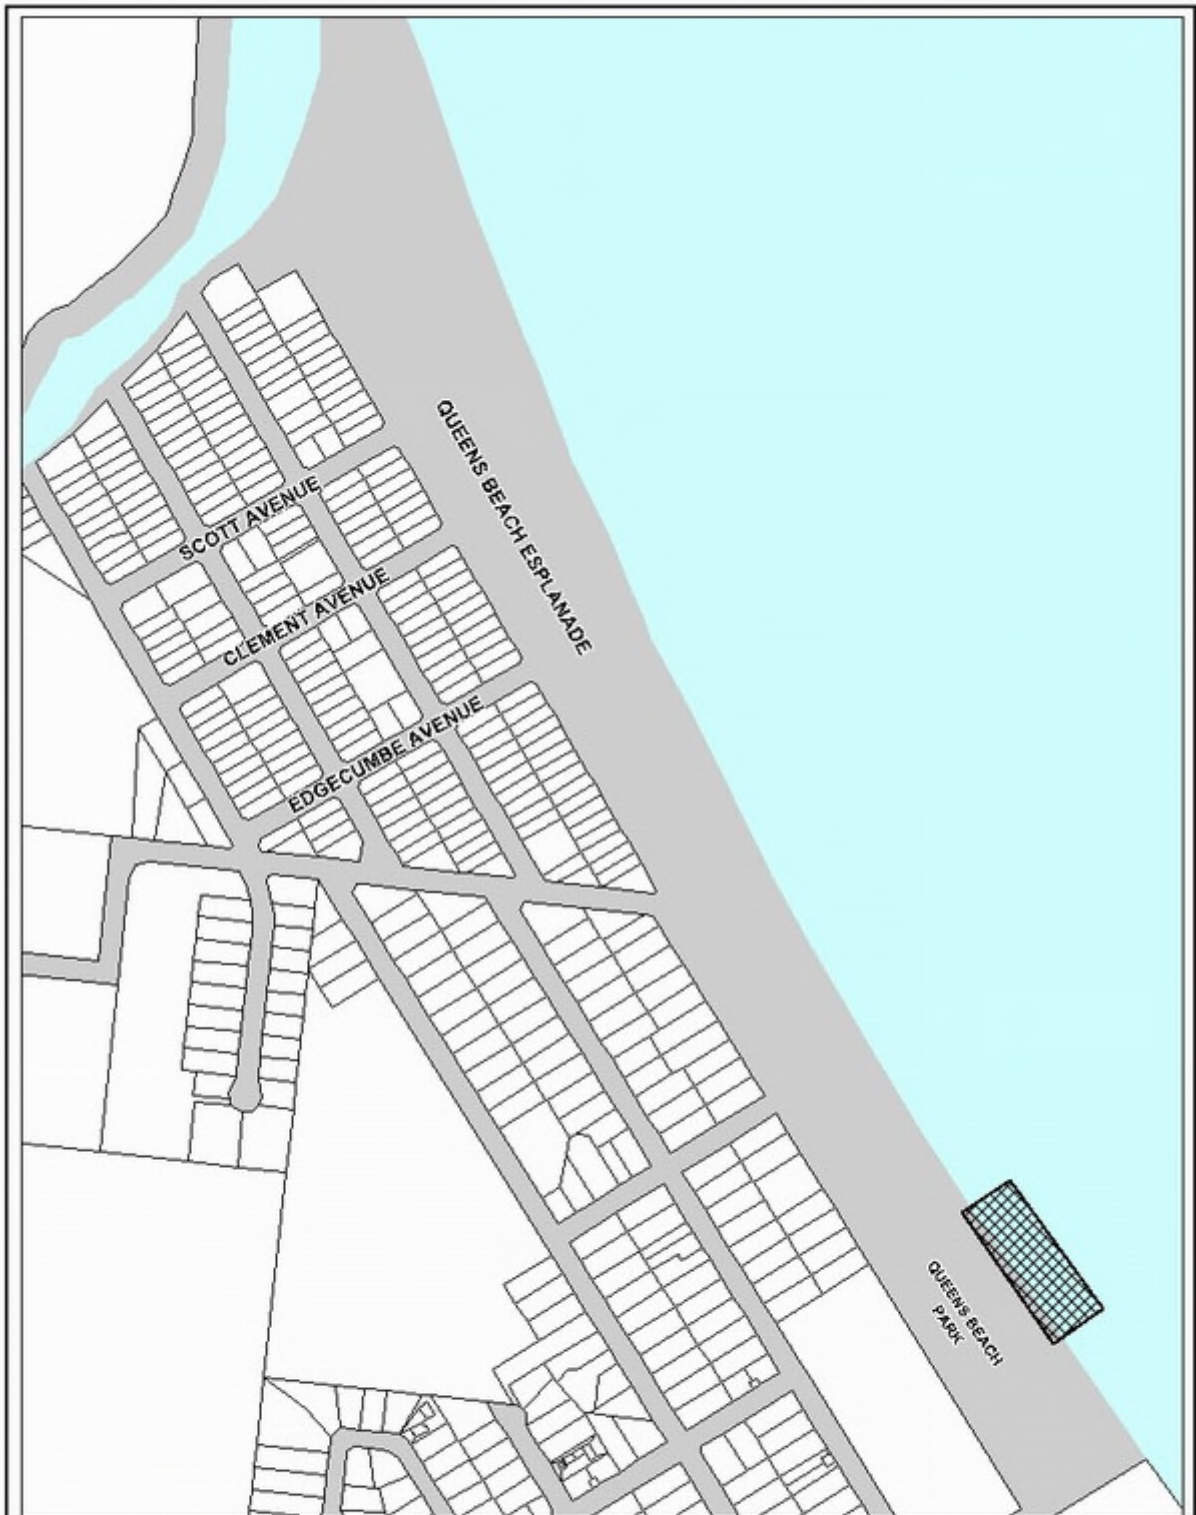 QUEENS BEACH ESPLANADE
SCOTT AVENUE
CLEMENT AVENUE
EDGECUMBE AVENUE
QUEENS BEACH
PARK